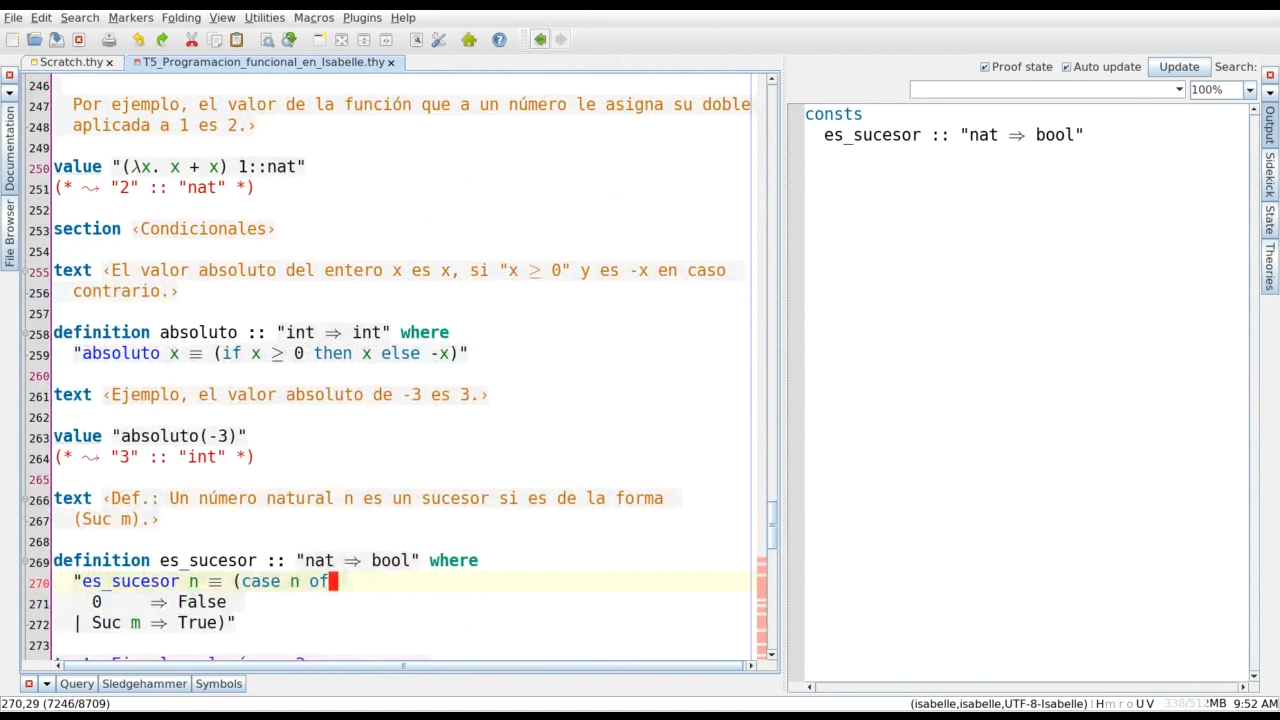 File Edit Search Markers Folding View Utilities Macros Plugins Help
Scratch.thy T5_Programacion_funcional_en_Isabelle.thy
Proof state Auto update Update Search:
100%
Documentation
File Browser
246
247 Por ejemplo, el valor de la función que a un número le asigna su doble
248 aplicada a 1 es 2.›
249
250 value "(λx. x + x) 1::nat"
251 (* ⤳ "2" :: "nat" *)
252
253 section ‹Condicionales›
254
255 text ‹El valor absoluto del entero x es x, si "x ≥ 0" y es -x en caso
256 contrario.›
257
258 definition absoluto :: "int ⇒ int" where
259 "absoluto x ≡ (if x ≥ 0 then x else -x)"
260
261 text ‹Ejemplo, el valor absoluto de -3 es 3.›
262
263 value "absoluto(-3)"
264 (* ⤳ "3" :: "int" *)
265
266 text ‹Def.: Un número natural n es un sucesor si es de la forma
267 (Suc m).›
268
269 definition es_sucesor :: "nat ⇒ bool" where
270 "es_sucesor n ≡ (case n of
271 0 ⇒ False
272 | Suc m ⇒ True)"
273
consts
es_sucesor :: "nat ⇒ bool"
Output
Sidekick
State
Theories
Query Sledgehammer Symbols
270,29 (7246/8709) (isabelle,isabelle,UTF-8-Isabelle) | H m r o U V 338/512MB 9:52 AM